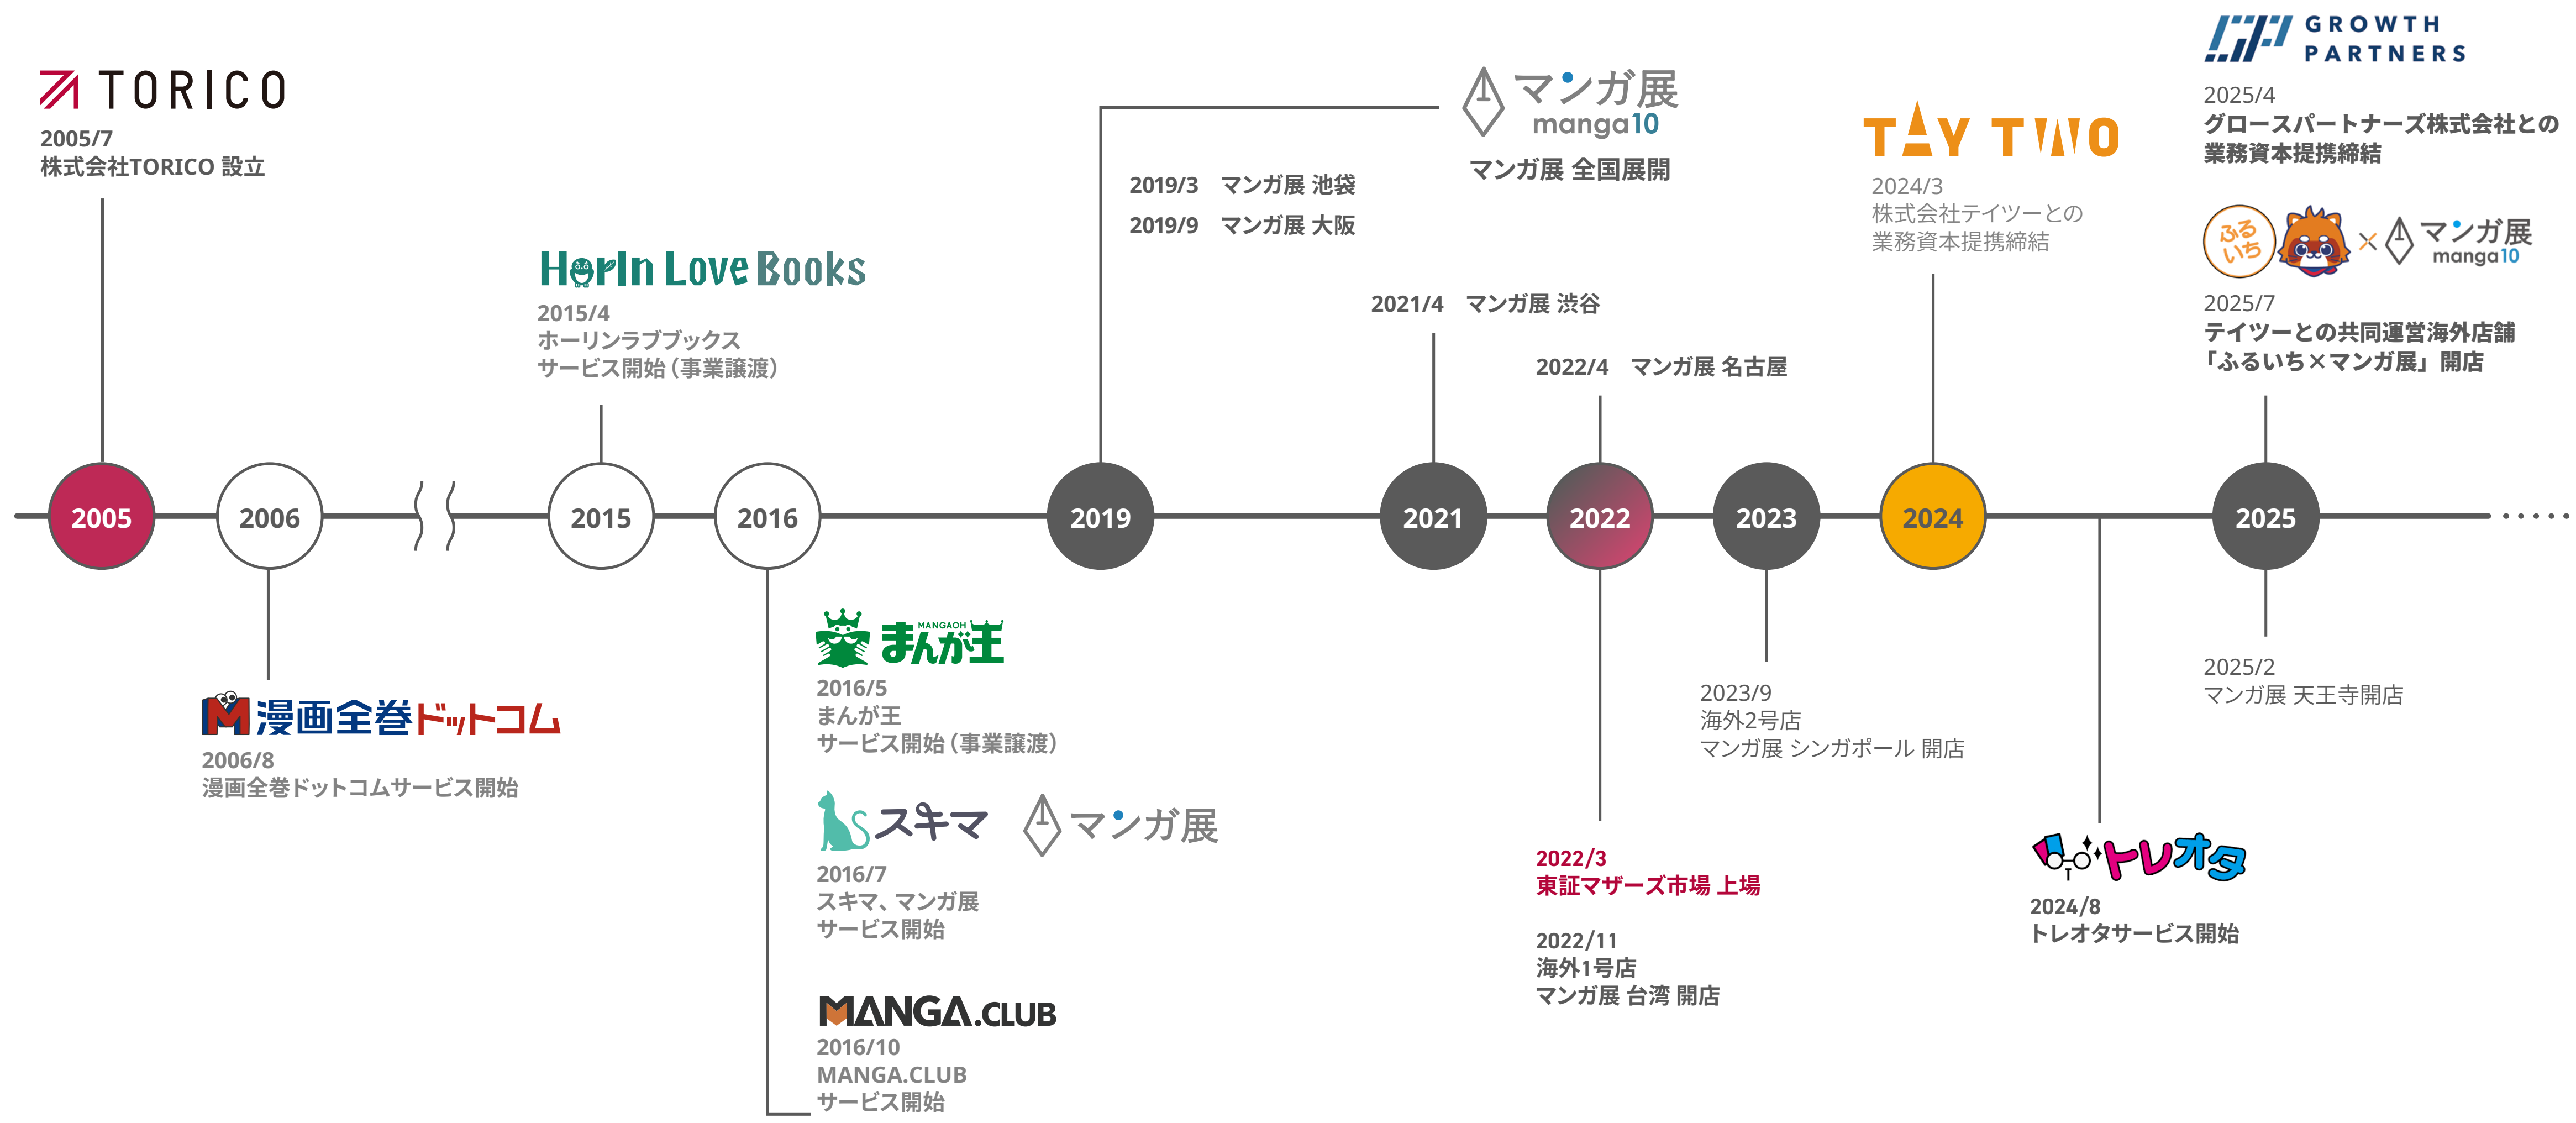 TORICO
2005/7
株式会社TORICO 設立
HorIn Love Books
2015/4
ホーリンラブブックス
サービス開始（事業譲渡）
マンガ展
manga10
マンガ展 全国展開
2019/3　マンガ展 池袋
2019/9　マンガ展 大阪
2021/4　マンガ展 渋谷
2022/4　マンガ展 名古屋
TAY TWO
2024/3
株式会社テイツーとの
業務資本提携締結
GROWTH
PARTNERS
2025/4
グロースパートナーズ株式会社との
業務資本提携締結
ふる
いち
×
マンガ展
manga10
2025/7
テイツーとの共同運営海外店舗
「ふるいち×マンガ展」開店
2005
2006
2015
2016
2019
2021
2022
2023
2024
2025
M 漫画全巻ドットコム
2006/8
漫画全巻ドットコムサービス開始
MANGAOH
まんが王
2016/5
まんが王
サービス開始（事業譲渡）
スキマ
マンガ展
2016/7
スキマ、マンガ展
サービス開始
MANGA.CLUB
2016/10
MANGA.CLUB
サービス開始
2022/3
東証マザーズ市場 上場
2022/11
海外1号店
マンガ展 台湾 開店
2023/9
海外2号店
マンガ展 シンガポール 開店
トレオタ
2024/8
トレオタサービス開始
2025/2
マンガ展 天王寺開店